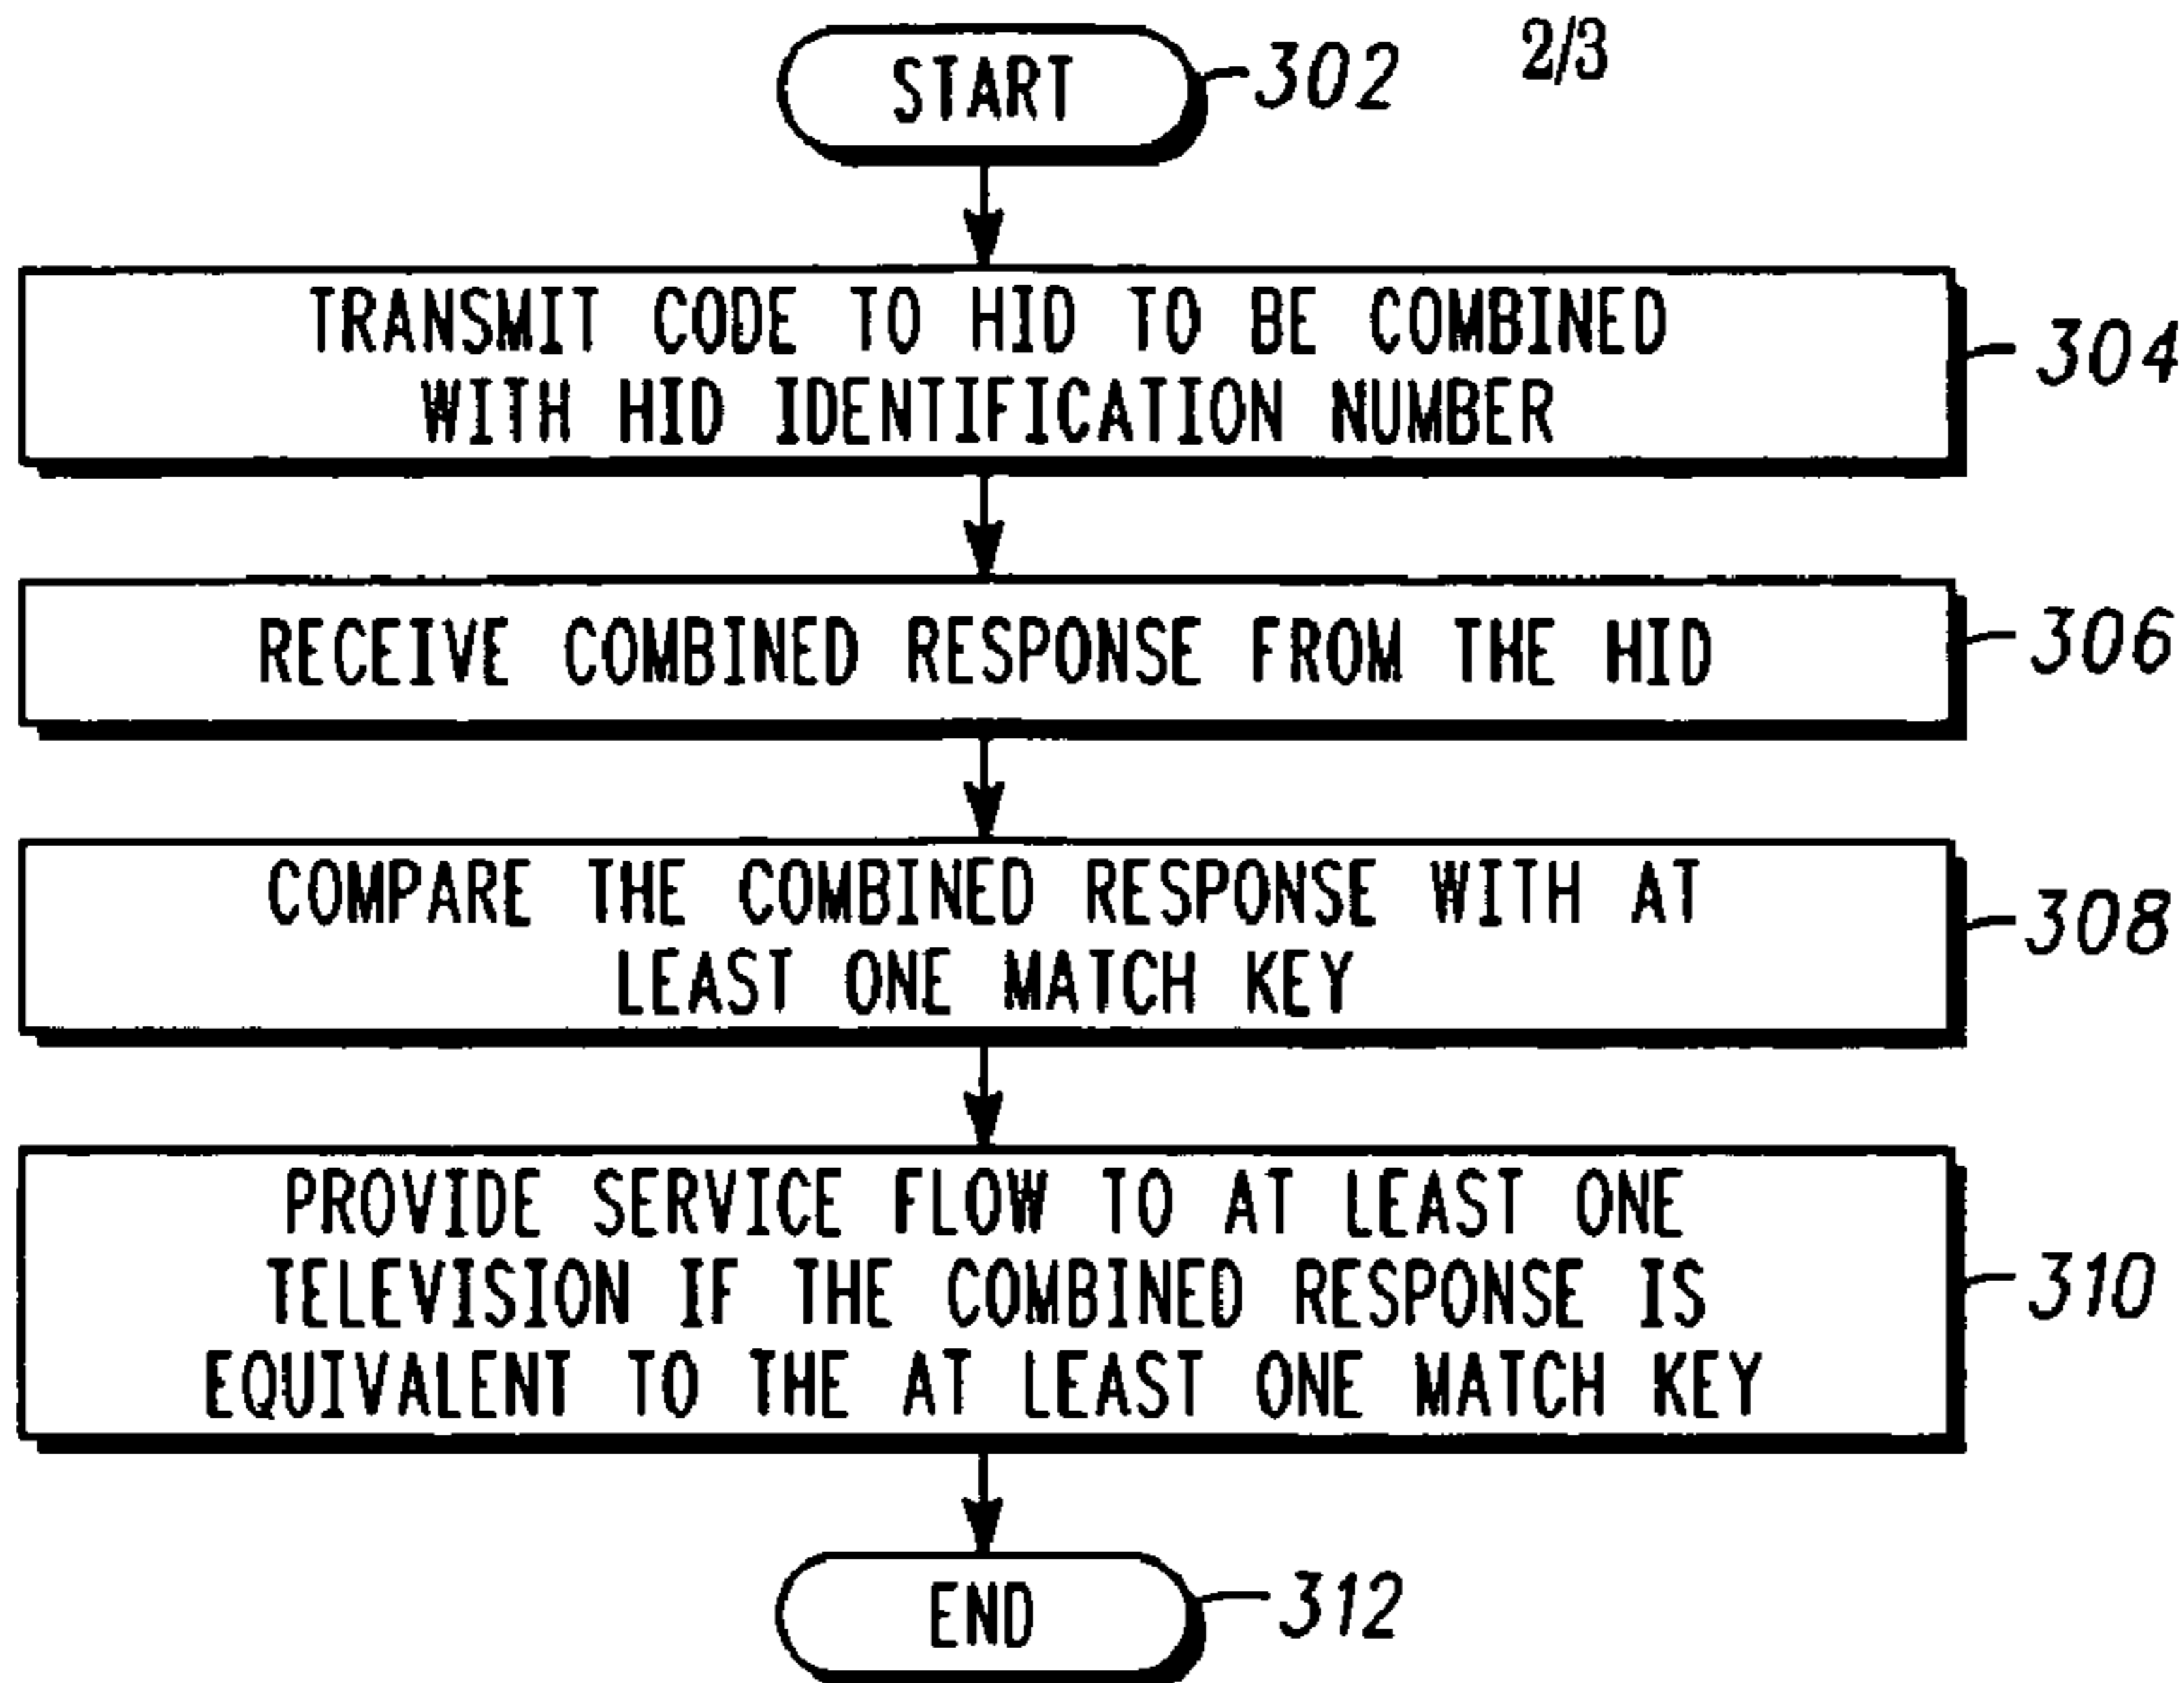 2/3
START
302
TRANSMIT CODE TO HID TO BE COMBINED
WITH HID IDENTIFICATION NUMBER
304
RECEIVE COMBINED RESPONSE FROM THE HID
306
COMPARE THE COMBINED RESPONSE WITH AT
LEAST ONE MATCH KEY
308
PROVIDE SERVICE FLOW TO AT LEAST ONE
TELEVISION IF THE COMBINED RESPONSE IS
EQUIVALENT TO THE AT LEAST ONE MATCH KEY
310
END
312